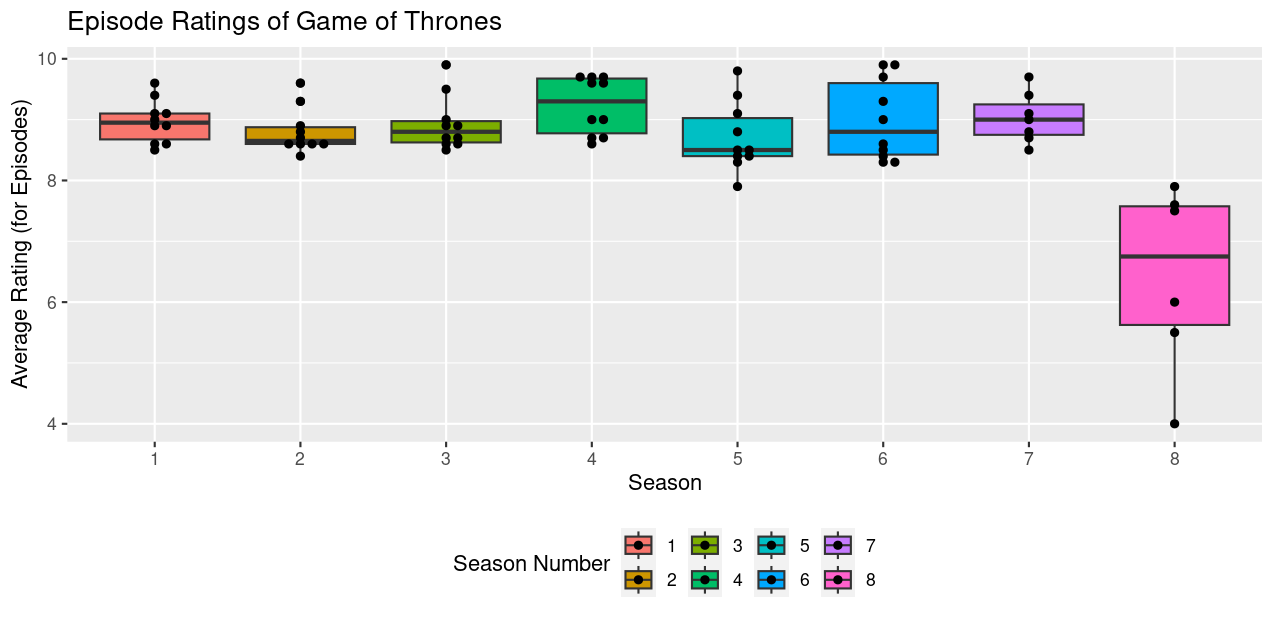 Episode Ratings of Game of Thrones
Average Rating (for Episodes)
10
8
6
4
1 2 3 4 5 6 7 8
Season
Season Number
1 3 5 7
2 4 6 8